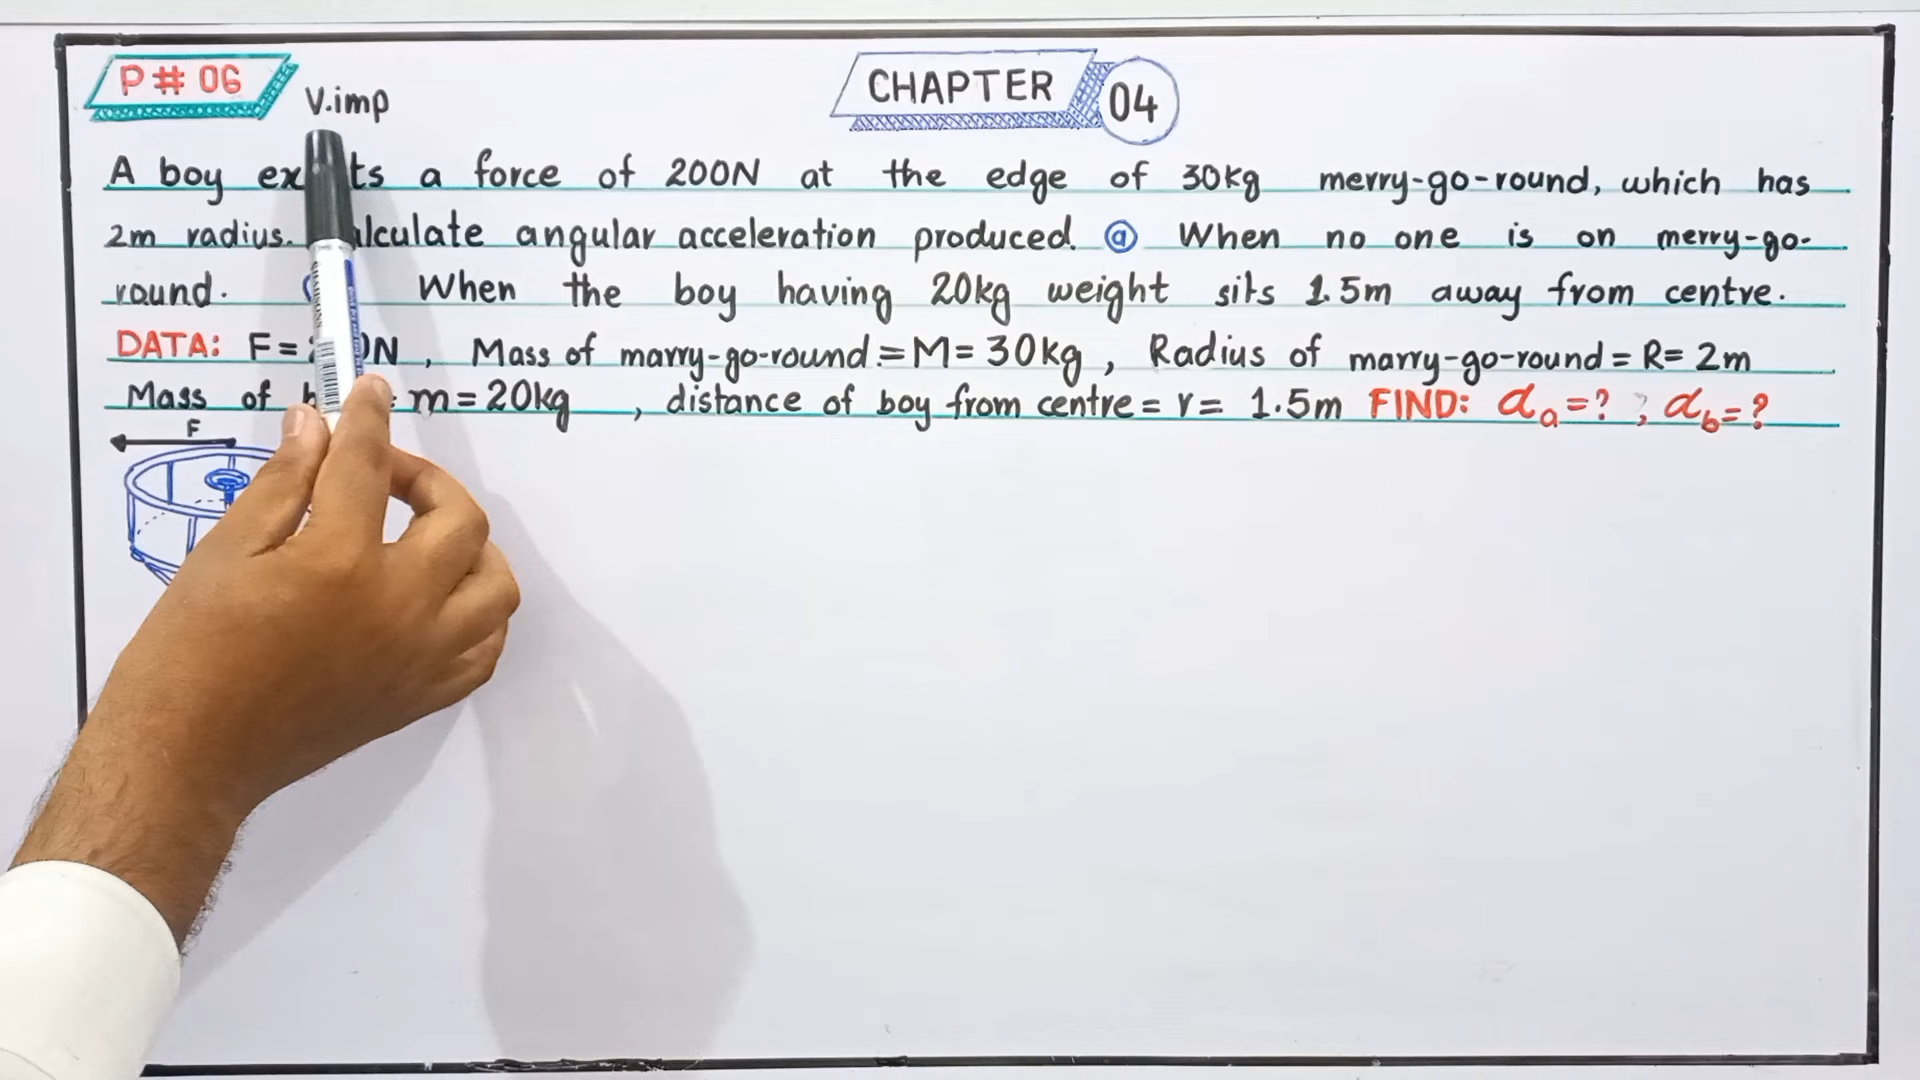 P # 06
V.imp
CHAPTER 04
A boy a force of 200N at the edge of 30kg merry-go-round, which has
2m radius. angular acceleration produced. ⓐ When no one is on merry-go-
round. When the boy having 20kg weight sits 1.5m away from centre.
DATA: F= N , Mass of marry-go-round = M= 30kg , Radius of marry-go-round = R= 2m
Mass of m= 20kg , distance of boy from centre = r = 1.5m FIND: αa=? ; αb=?
F